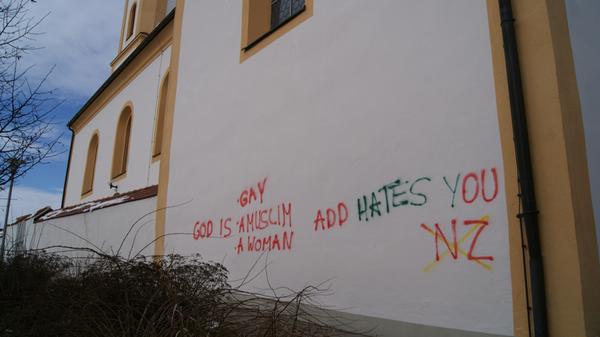 ·GAY
GOD IS ·A MUSLIM
·A WOMAN
ADD HATES YOU
NZ